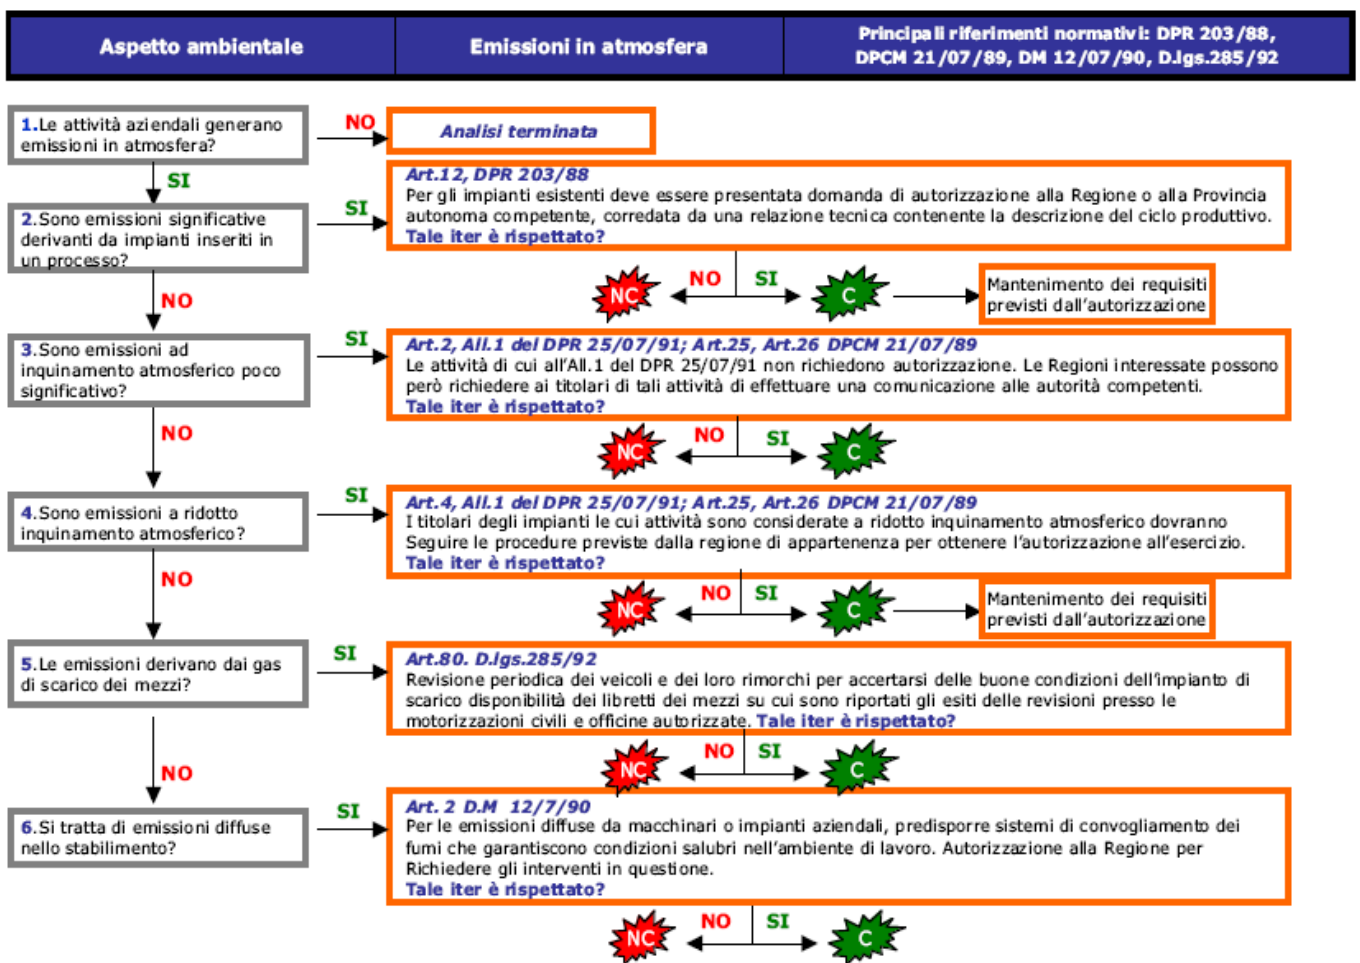 Aspetto ambientale
Emissioni in atmosfera
Principali riferimenti normativi: DPR 203/88,
DPCM 21/07/89, DM 12/07/90, D.lgs.285/92
1.Le attività aziendali generano
emissioni in atmosfera?
NO
Analisi terminata
SI
2.Sono emissioni significative
derivanti da impianti inseriti in
un processo?
SI
Art.12, DPR 203/88
Per gli impianti esistenti deve essere presentata domanda di autorizzazione alla Regione o alla Provincia
autonoma competente, corredata da una relazione tecnica contenente la descrizione del ciclo produttivo.
Tale iter è rispettato?
NC
NO
SI
C
Mantenimento dei requisiti
previsti dall'autorizzazione
NO
3.Sono emissioni ad
inquinamento atmosferico poco
significativo?
SI
Art.2, All.1 del DPR 25/07/91; Art.25, Art.26 DPCM 21/07/89
Le attività di cui all'All.1 del DPR 25/07/91 non richiedono autorizzazione. Le Regioni interessate possono
però richiedere ai titolari di tali attività di effettuare una comunicazione alle autorità competenti.
Tale iter è rispettato?
NC
NO
SI
C
NO
4.Sono emissioni a ridotto
inquinamento atmosferico?
SI
Art.4, All.1 del DPR 25/07/91; Art.25, Art.26 DPCM 21/07/89
I titolari degli impianti le cui attività sono considerate a ridotto inquinamento atmosferico dovranno
Seguire le procedure previste dalla regione di appartenenza per ottenere l'autorizzazione all'esercizio.
Tale iter è rispettato?
NC
NO
SI
C
Mantenimento dei requisiti
previsti dall'autorizzazione
NO
5.Le emissioni derivano dai gas
di scarico dei mezzi?
SI
Art.80. D.lgs.285/92
Revisione periodica dei veicoli e dei loro rimorchi per accertarsi delle buone condizioni dell'impianto di
scarico disponibilità dei libretti dei mezzi su cui sono riportati gli esiti delle revisioni presso le
motorizzazioni civili e officine autorizzate. Tale iter è rispettato?
NC
NO
SI
C
NO
6.Si tratta di emissioni diffuse
nello stabilimento?
SI
Art. 2 D.M 12/7/90
Per le emissioni diffuse da macchinari o impianti aziendali, predisporre sistemi di convogliamento dei
fumi che garantiscono condizioni salubri nell'ambiente di lavoro. Autorizzazione alla Regione per
Richiedere gli interventi in questione.
Tale iter è rispettato?
NC
NO
SI
C